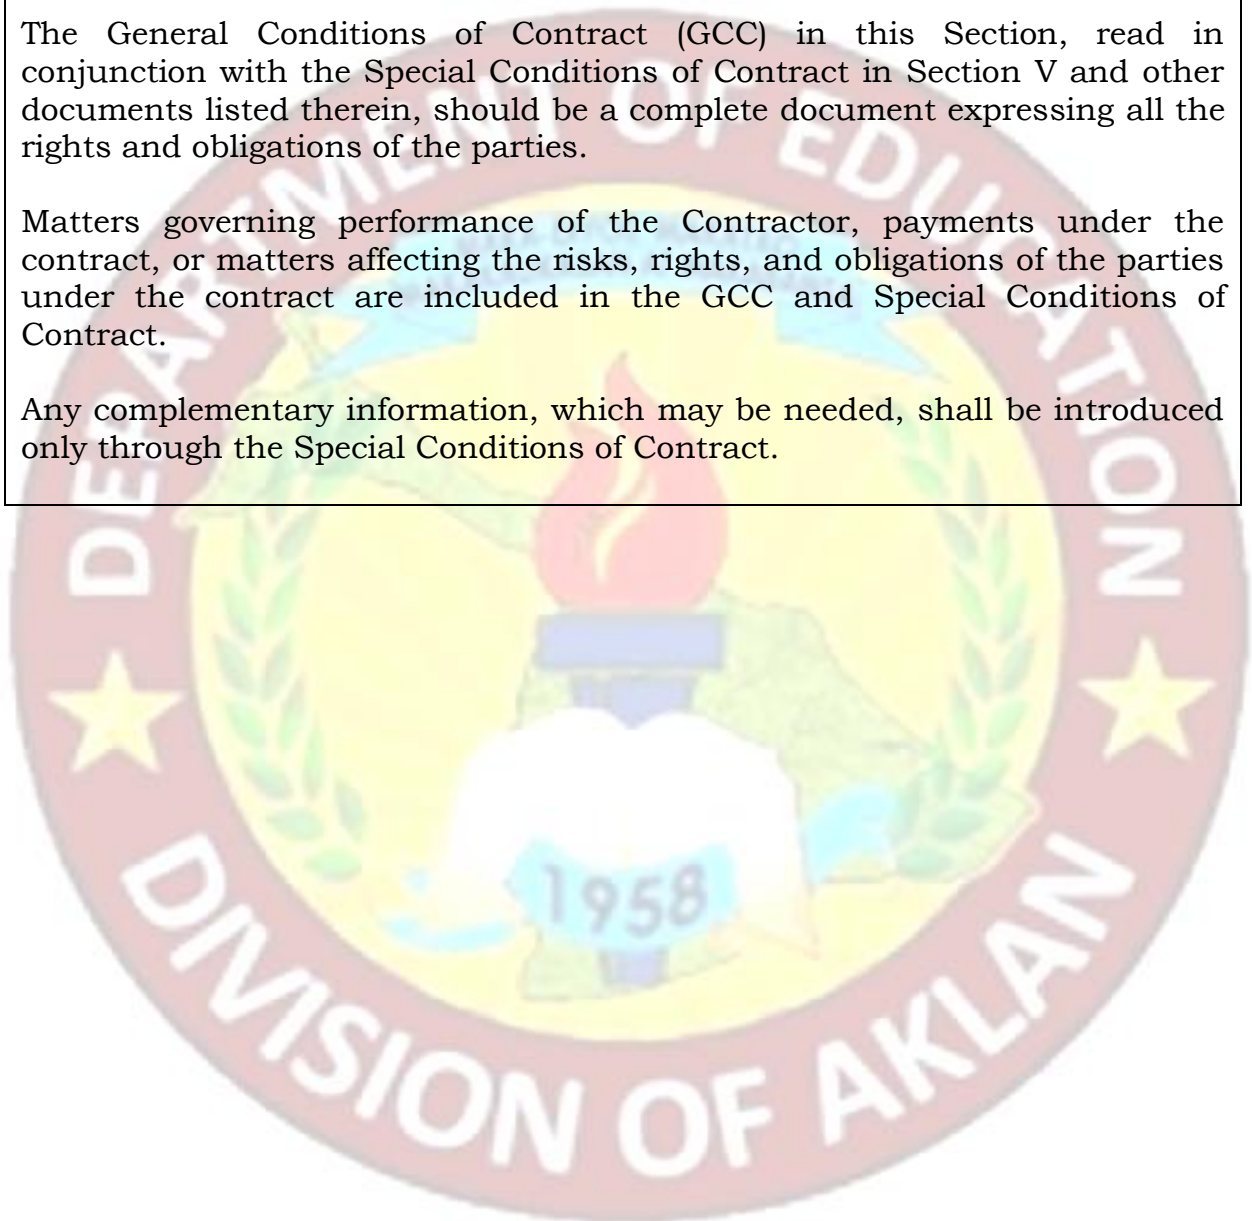 The General Conditions of Contract (GCC) in this Section, read in
conjunction with the Special Conditions of Contract in Section V and other
documents listed therein, should be a complete document expressing all the
rights and obligations of the parties.
Matters governing performance of the Contractor, payments under the
contract, or matters affecting the risks, rights, and obligations of the parties
under the contract are included in the GCC and Special Conditions of
Contract.
Any complementary information, which may be needed, shall be introduced
only through the Special Conditions of Contract.
DEPARTMENT OF EDUCATION
1958
DIVISION OF AKLAN